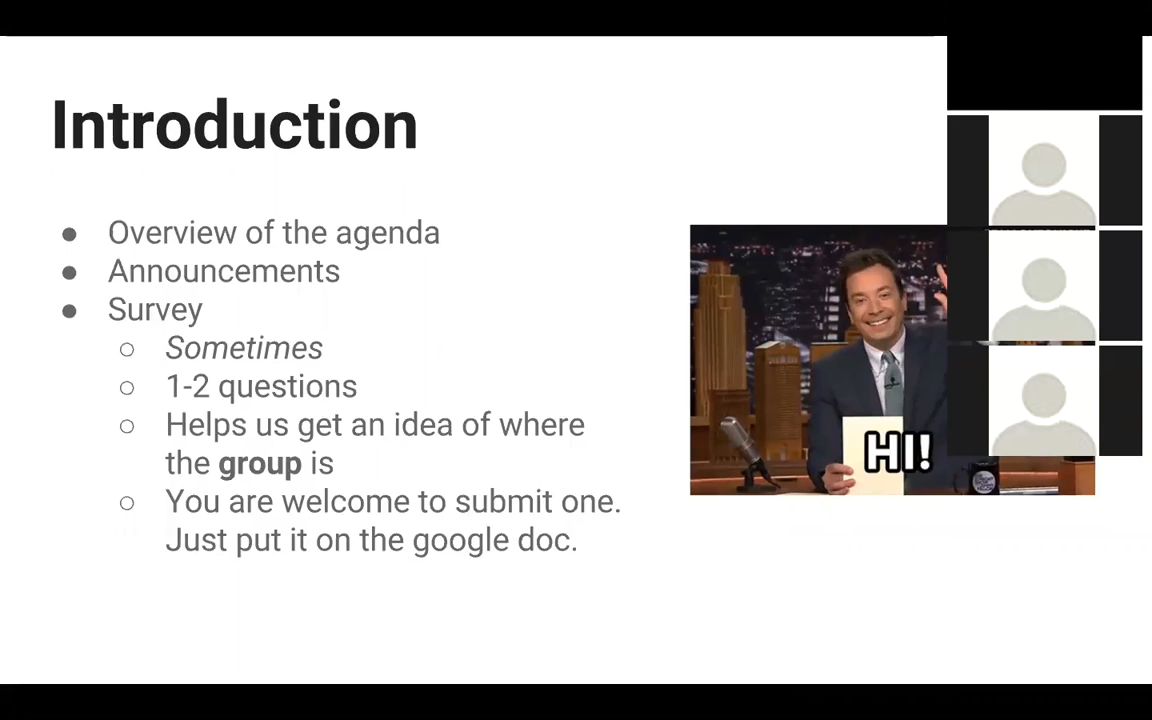 Introduction
● Overview of the agenda
● Announcements
● Survey
○ Sometimes
○ 1-2 questions
○ Helps us get an idea of where
the group is
○ You are welcome to submit one.
Just put it on the google doc.
HI!